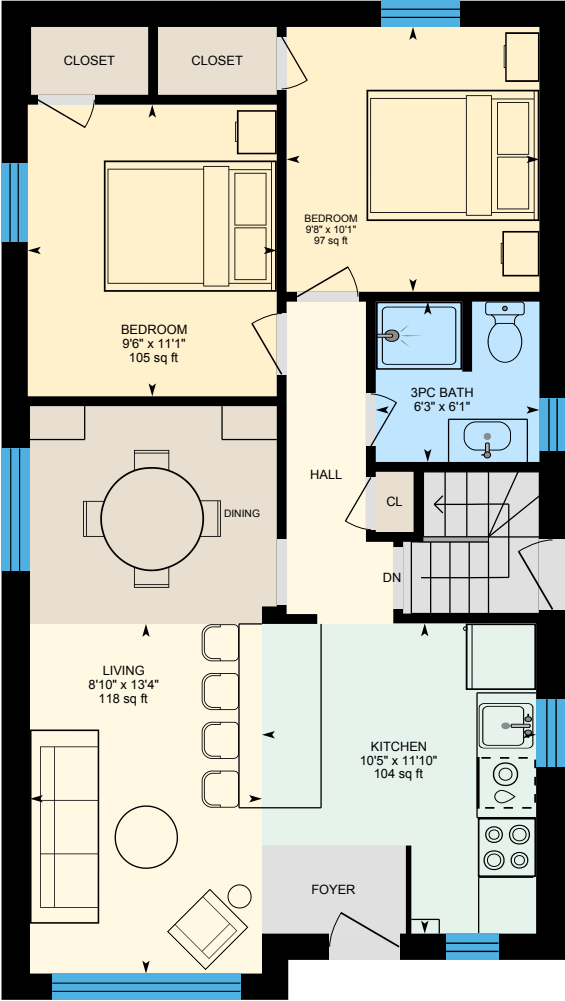 CLOSET
CLOSET
BEDROOM
9'8" x 10'1"
97 sq ft
BEDROOM
9'6" x 11'1"
105 sq ft
3PC BATH
6'3" x 6'1"
HALL
CL
DINING
DN
LIVING
8'10" x 13'4"
118 sq ft
KITCHEN
10'5" x 11'10"
104 sq ft
FOYER